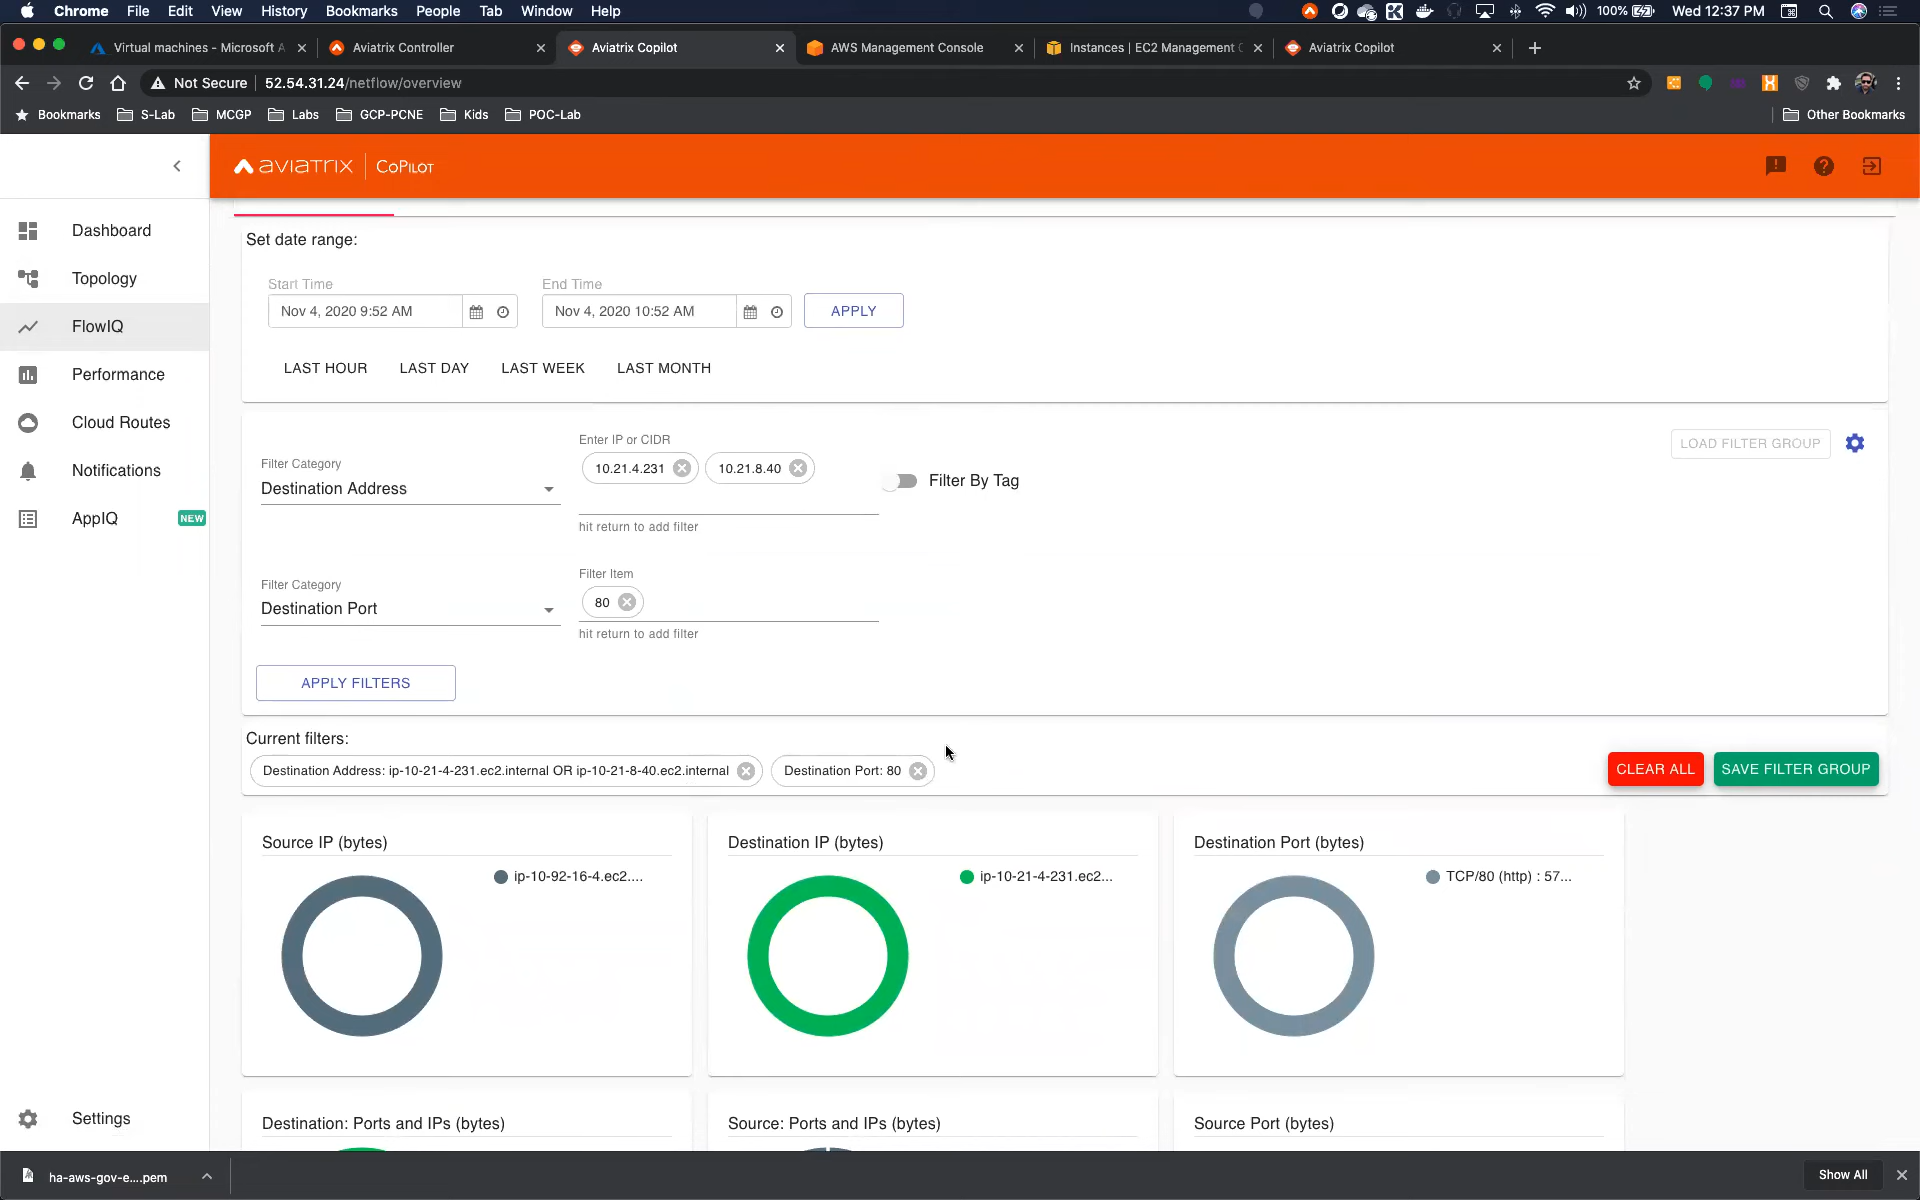 Chrome File Edit View History Bookmarks People Tab Window Help 100% Wed 12:37 PM
Virtual machines - Microsoft A Aviatrix Controller Aviatrix Copilot AWS Management Console Instances | EC2 Management C Aviatrix Copilot
Not Secure 52.54.31.24/netflow/overview
Bookmarks S-Lab MCGP Labs GCP-PCNE Kids POC-Lab Other Bookmarks
aviatrix CoPilot
Dashboard
Topology
FlowIQ
Performance
Cloud Routes
Notifications
AppIQ NEW
Settings
Set date range:
Start Time End Time
Nov 4, 2020 9:52 AM Nov 4, 2020 10:52 AM APPLY
LAST HOUR LAST DAY LAST WEEK LAST MONTH
Enter IP or CIDR
LOAD FILTER GROUP
Filter Category
10.21.4.231 10.21.8.40
Destination Address
Filter By Tag
hit return to add filter
Filter Item
Filter Category
80
Destination Port
hit return to add filter
APPLY FILTERS
Current filters:
Destination Address: ip-10-21-4-231.ec2.internal OR ip-10-21-8-40.ec2.internal Destination Port: 80
CLEAR ALL SAVE FILTER GROUP
Source IP (bytes)
ip-10-92-16-4.ec2....
Destination IP (bytes)
ip-10-21-4-231.ec2...
Destination Port (bytes)
TCP/80 (http) : 57...
Destination: Ports and IPs (bytes)
Source: Ports and IPs (bytes)
Source Port (bytes)
ha-aws-gov-e....pem Show All